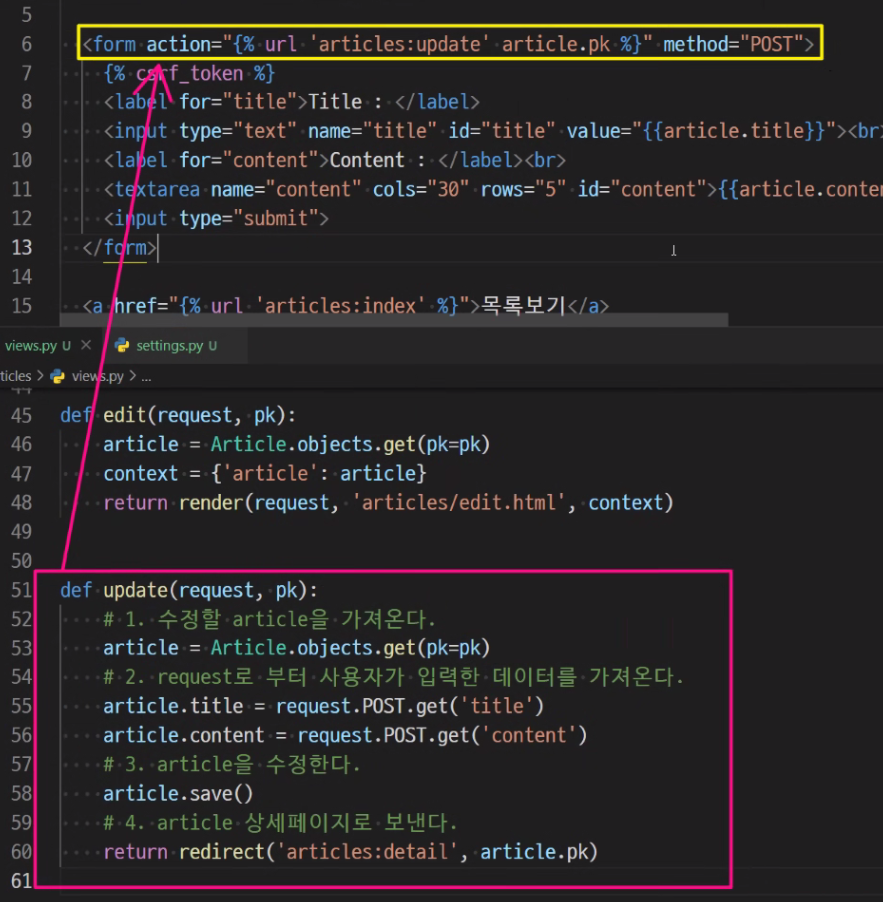 5
6 <form action="{% url 'articles:update' article.pk %}" method="POST">
7 {% csrf_token %}
8 <label for="title">Title : </label>
9 <input type="text" name="title" id="title" value="{{article.title}}"><br>
10 <label for="content">Content : </label><br>
11 <textarea name="content" cols="30" rows="5" id="content">{{article.conten
12 <input type="submit">
13 </form>
14
15 <a href="{% url 'articles:index' %}">목록보기</a>
views.py U × settings.py U
ticles > views.py > ...
44
45 def edit(request, pk):
46 article = Article.objects.get(pk=pk)
47 context = {'article': article}
48 return render(request, 'articles/edit.html', context)
49
50
51 def update(request, pk):
52 # 1. 수정할 article을 가져온다.
53 article = Article.objects.get(pk=pk)
54 # 2. request로 부터 사용자가 입력한 데이터를 가져온다.
55 article.title = request.POST.get('title')
56 article.content = request.POST.get('content')
57 # 3. article을 수정한다.
58 article.save()
59 # 4. article 상세페이지로 보낸다.
60 return redirect('articles:detail', article.pk)
61